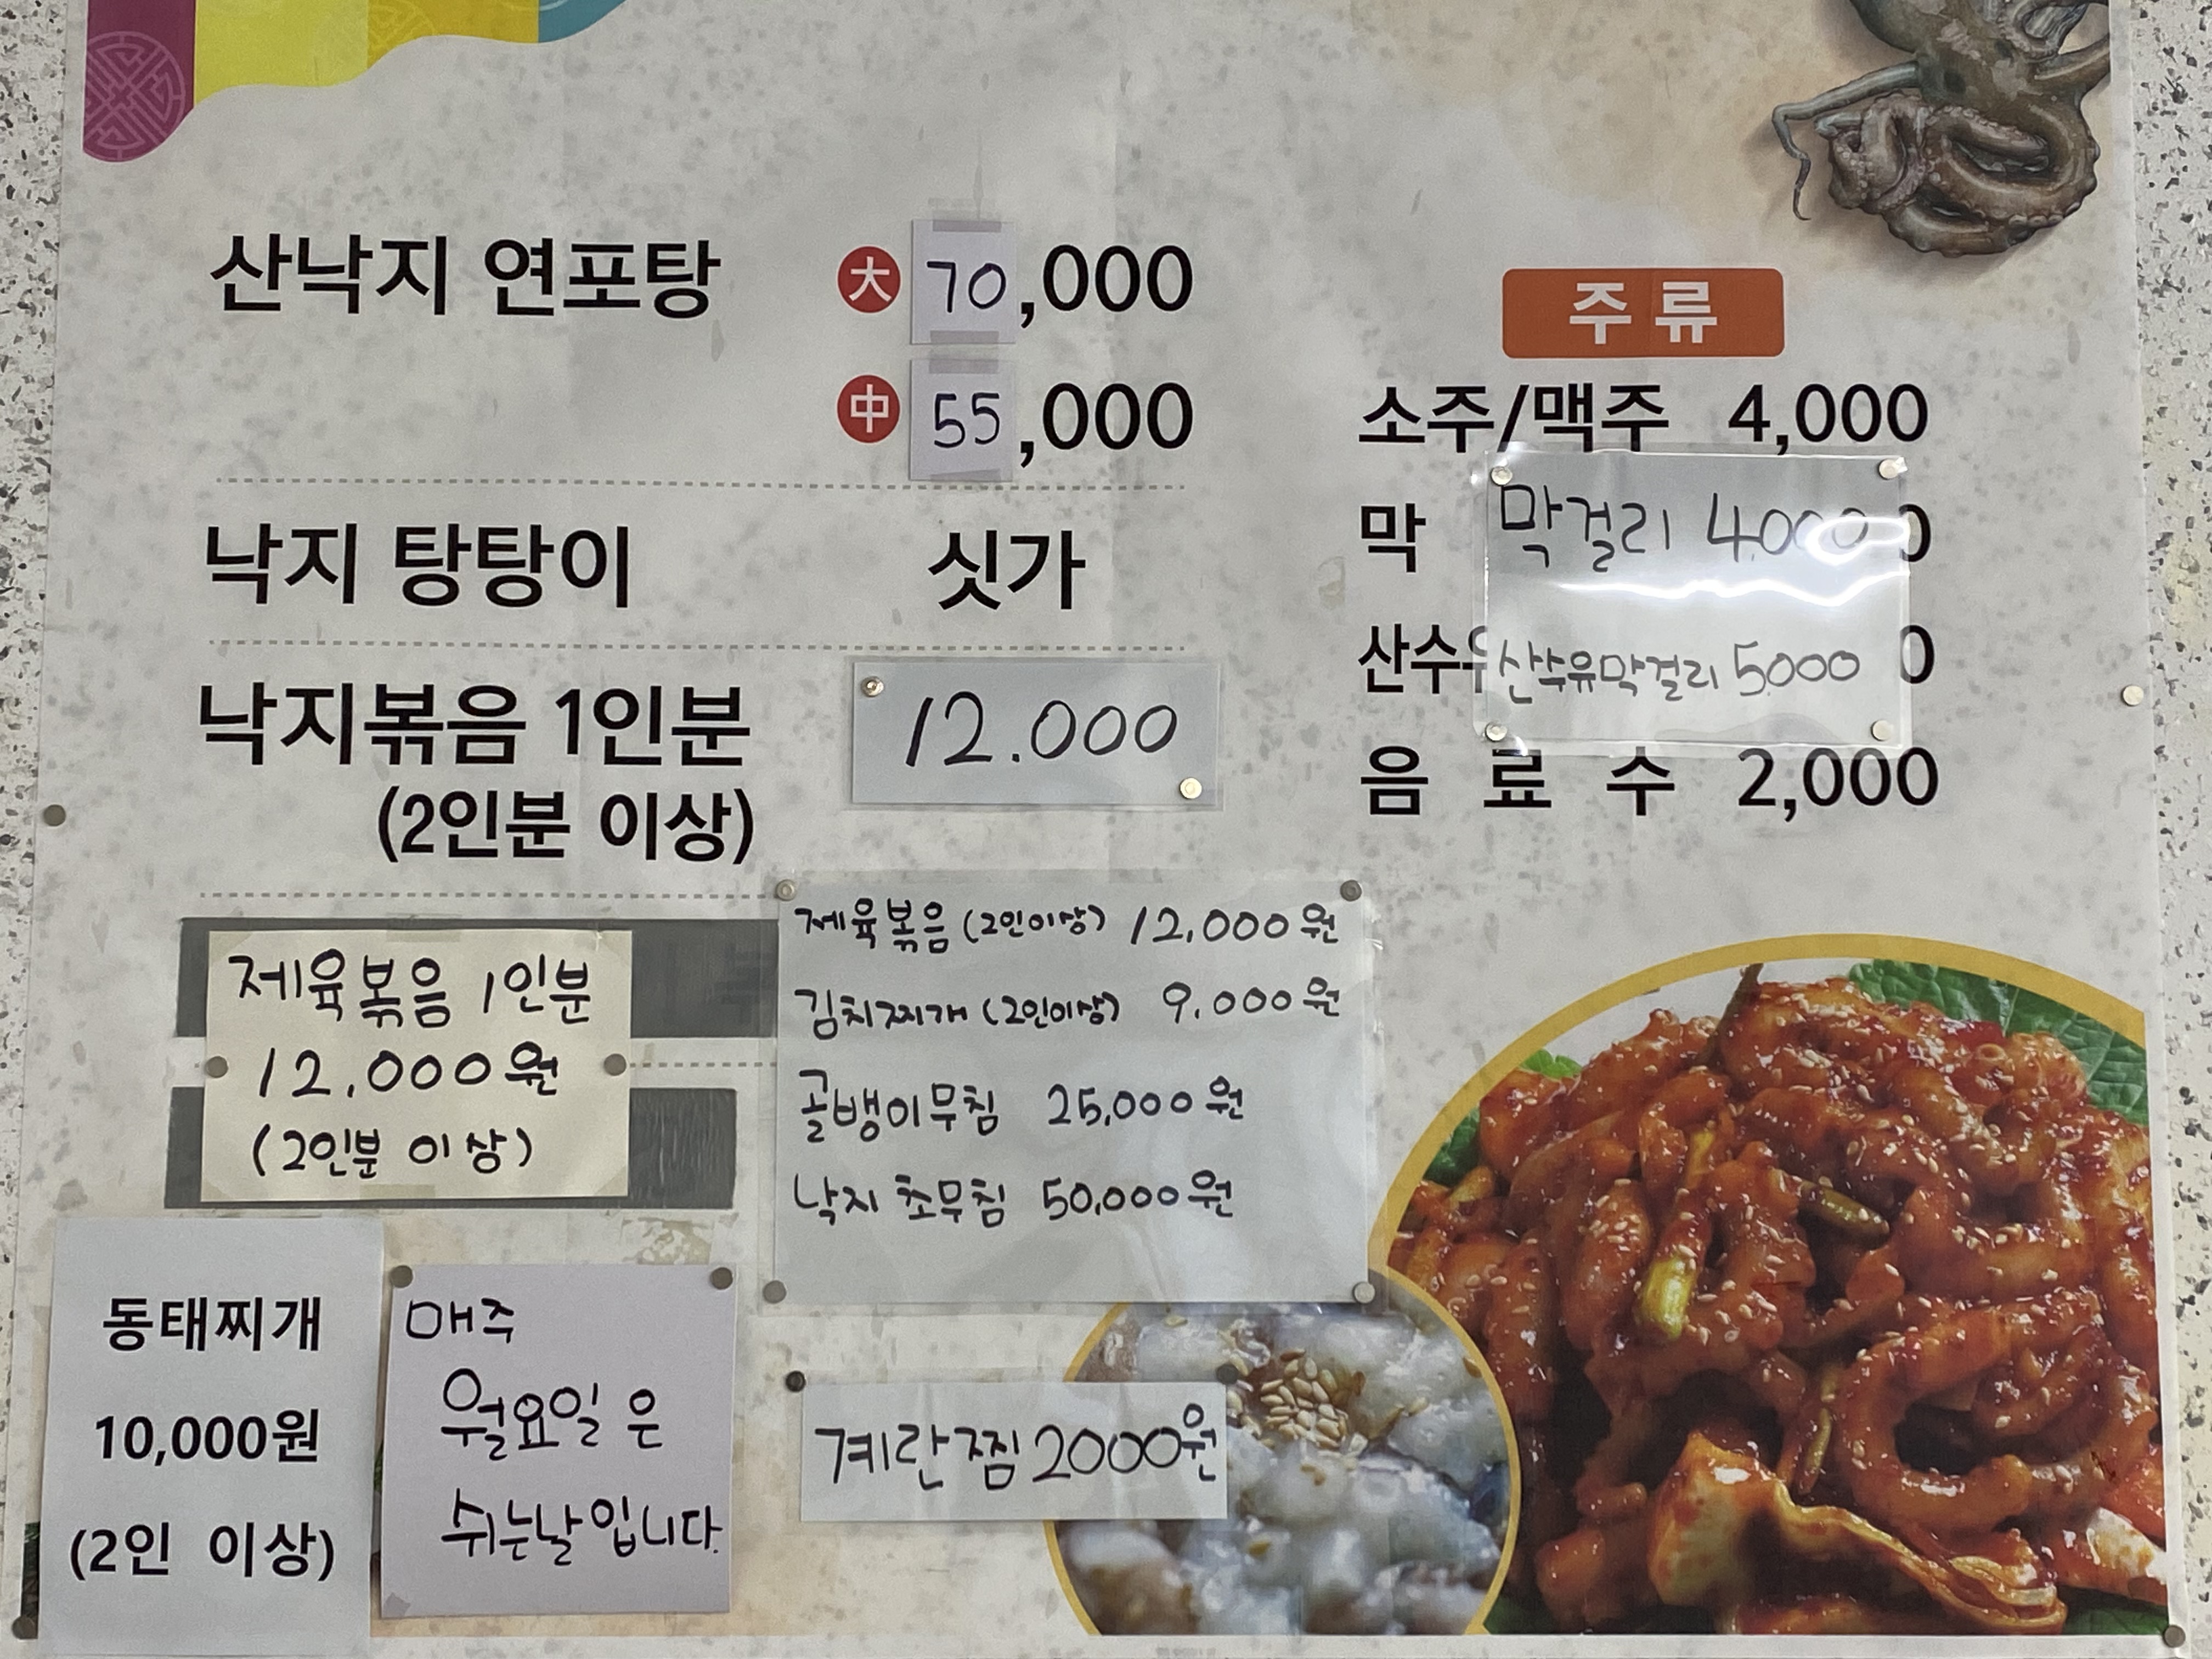 산낙지 연포탕 大 70,000
中 55,000
낙지 탕탕이 싯가
낙지볶음 1인분 12.000
(2인분 이상)
주류
소주/맥주 4,000
막 막걸리 4.000 0
산수유 산수유막걸리 5.000 0
음 료 수 2,000
제육볶음 1인분
12,000원
(2인분 이상)
제육볶음 (2인이상) 12,000원
김치찌개 (2인이상) 9,000원
골뱅이무침 25,000원
낙지 초무침 50,000원
동태찌개
10,000원
(2인 이상)
매주
월요일은
쉬는날입니다.
계란찜 2000원